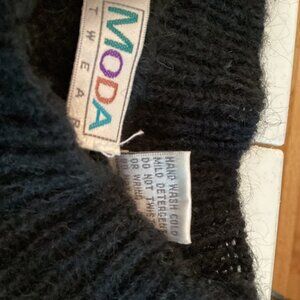 MODA
TWEAR
HAND WASH COLD
MILD DETERGENT
DO NOT TWIST
OR WRING